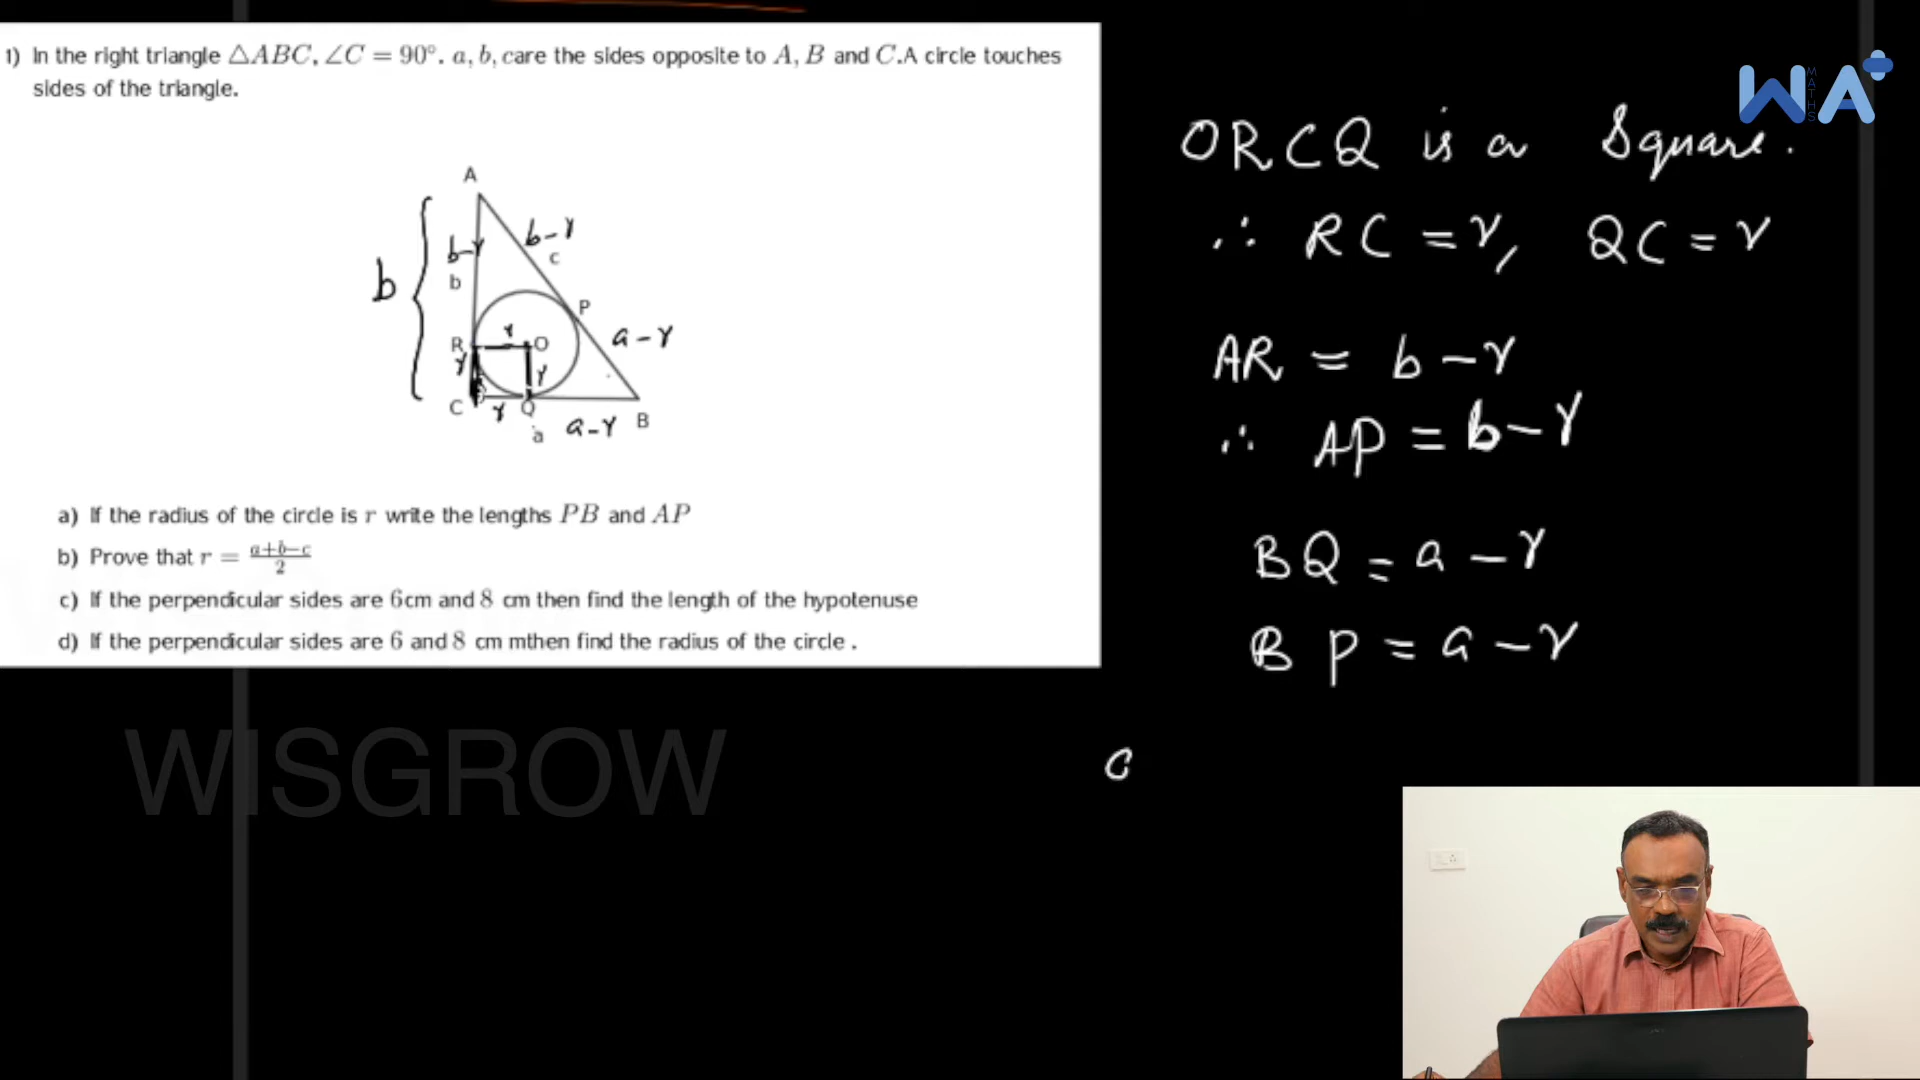 1) In the right triangle △ABC, ∠C = 90°. a, b, care the sides opposite to A, B and C.A circle touches
sides of the triangle.
A
b-r
b-r
c
b
b
P
a-r
R
r
O
r
r
C
r
Q
B
a
a-r
a) If the radius of the circle is r write the lengths PB and AP
b) Prove that r = a+b−c/2
c) If the perpendicular sides are 6cm and 8 cm then find the length of the hypotenuse
d) If the perpendicular sides are 6 and 8 cm mthen find the radius of the circle .
WA+
MATHS
ORCQ is a Square.
∴ RC = r, QC = r
AR = b - r
∴ AP = b - r
BQ = a - r
BP = a - r
c
WISGROW